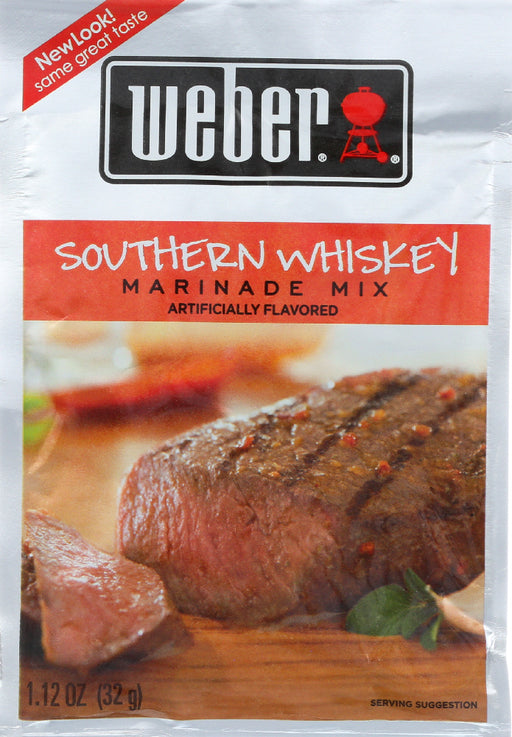 New Look!
same great taste
weber®
®
SOUTHERN WHISKEY
MARINADE MIX
ARTIFICIALLY FLAVORED
1.12 OZ (32 g)
SERVING SUGGESTION